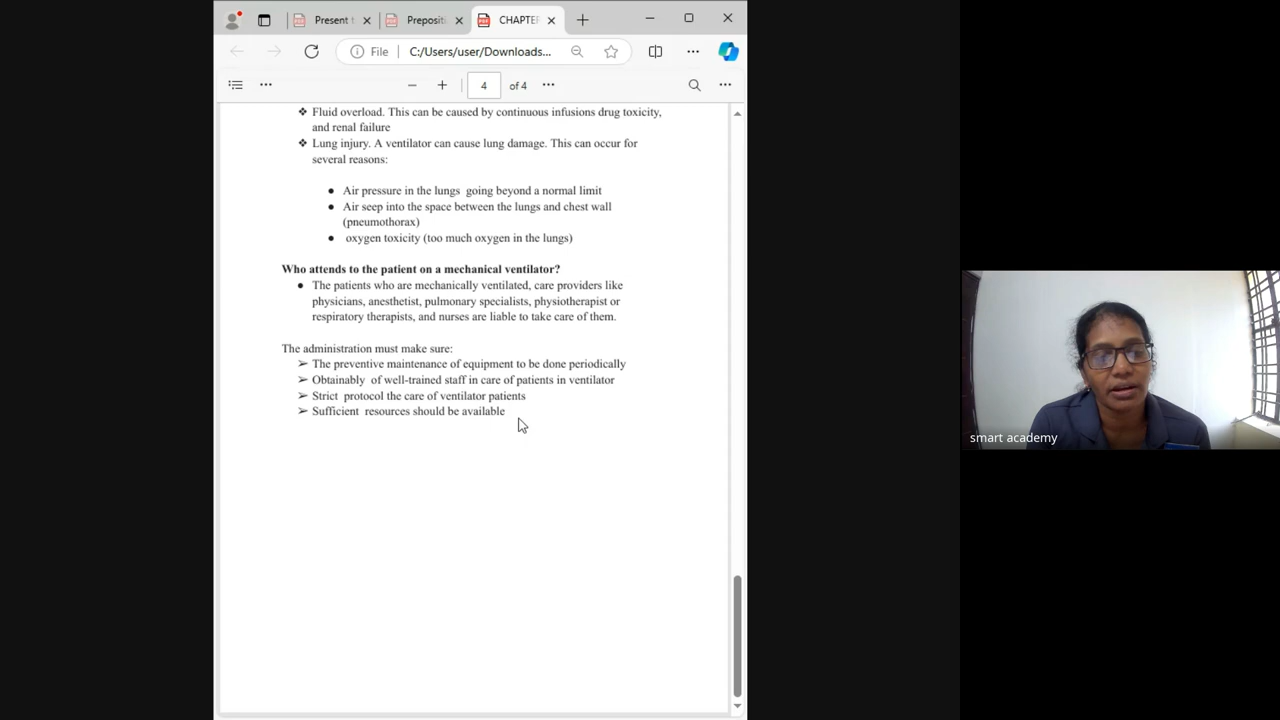 Present
Preposit
CHAPTER
File
C:/Users/user/Downloads...
4 of 4
❖ Fluid overload. This can be caused by continuous infusions drug toxicity,
and renal failure
❖ Lung injury. A ventilator can cause lung damage. This can occur for
several reasons:
● Air pressure in the lungs going beyond a normal limit
● Air seep into the space between the lungs and chest wall
(pneumothorax)
● oxygen toxicity (too much oxygen in the lungs)
Who attends to the patient on a mechanical ventilator?
● The patients who are mechanically ventilated, care providers like
physicians, anesthetist, pulmonary specialists, physiotherapist or
respiratory therapists, and nurses are liable to take care of them.
The administration must make sure:
➢ The preventive maintenance of equipment to be done periodically
➢ Obtainably of well-trained staff in care of patients in ventilator
➢ Strict protocol the care of ventilator patients
➢ Sufficient resources should be available
smart academy